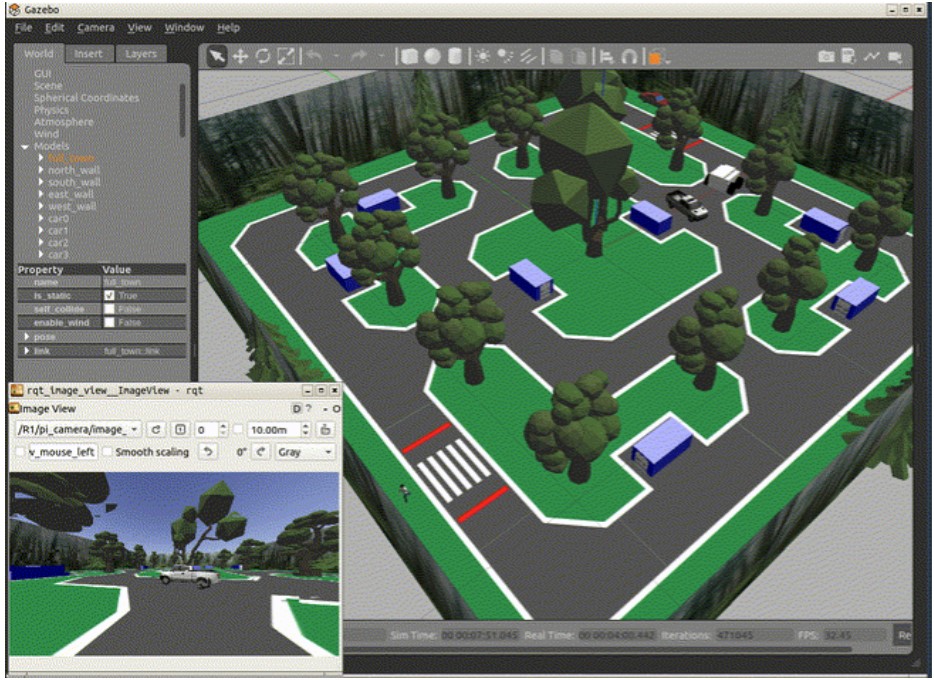 Gazebo
File Edit Camera View Window Help
World Insert Layers
GUI
Scene
Spherical Coordinates
Physics
Atmosphere
Wind
Models
full_town
north_wall
south_wall
east_wall
west_wall
car0
car1
car2
car3
Property Value
name full_town
is_static True
self_collide False
enable_wind False
pose
link full_town::link
rqt_image_view__ImageView - rqt
Image View D ? - O
/R1/pi_camera/image_ 1 0 10.00m
v_mouse_left Smooth scaling 0° Gray
Sim Time: 00 00:07:51.045 Real Time: 00 00:04:00.442 Iterations: 471045 FPS: 32.45 Re